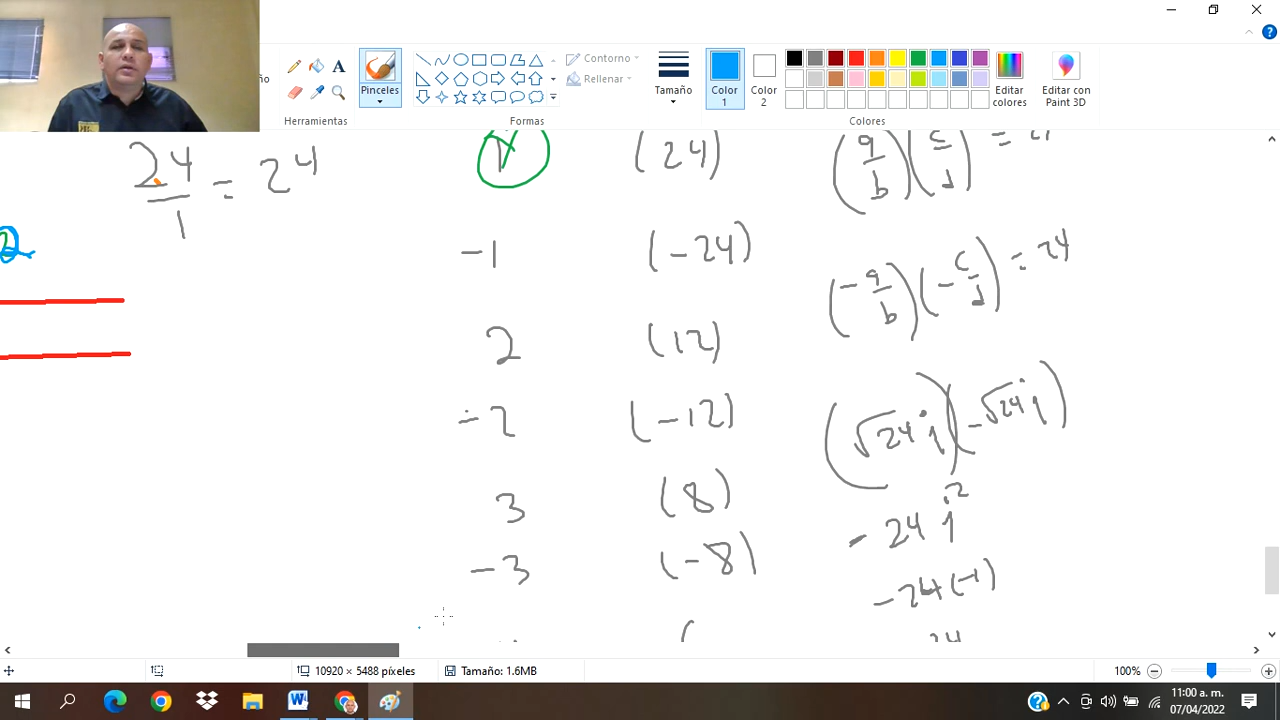 Contorno
Rellenar
Pinceles
Tamaño
Color 1
Color 2
Editar colores
Editar con Paint 3D
Herramientas
Formas
Colores
24/1 = 24
2
1 (24) (a/b)(c/d) =
-1 (-24) (-a/b)(-c/d) = 24
2 (12)
-2 (-12) (√24 i)(-√24 i)
3 (8) -24 i²
-3 (-8) -24(-1)
( 24
10920 × 5488 píxeles
Tamaño: 1.6MB
100%
11:00 a. m.
07/04/2022